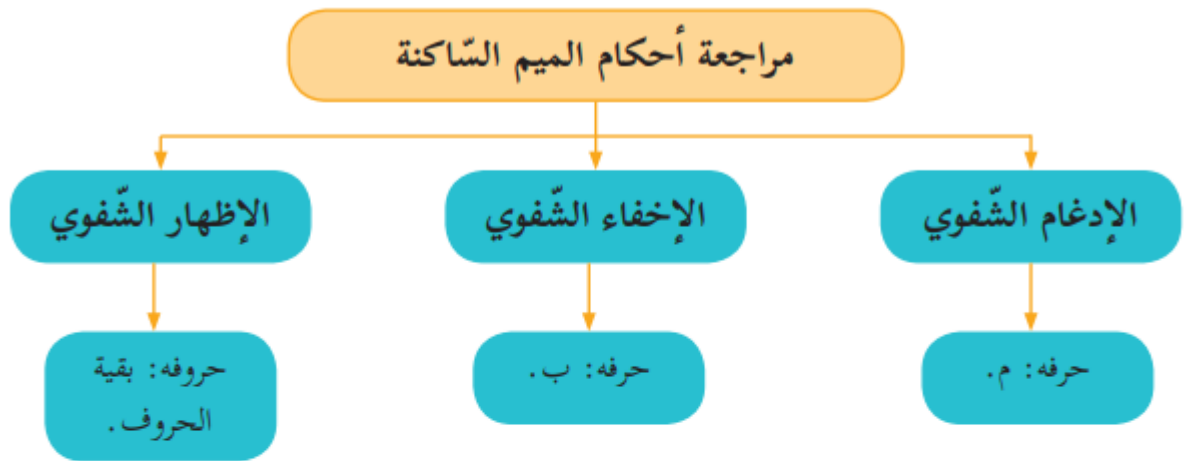 مراجعة أحكام الميم السّاكنة
الإدغام الشّفوي
الإخفاء الشّفوي
الإظهار الشّفوي
حرفه: م.
حرفه: ب.
حروفه: بقية
الحروف.